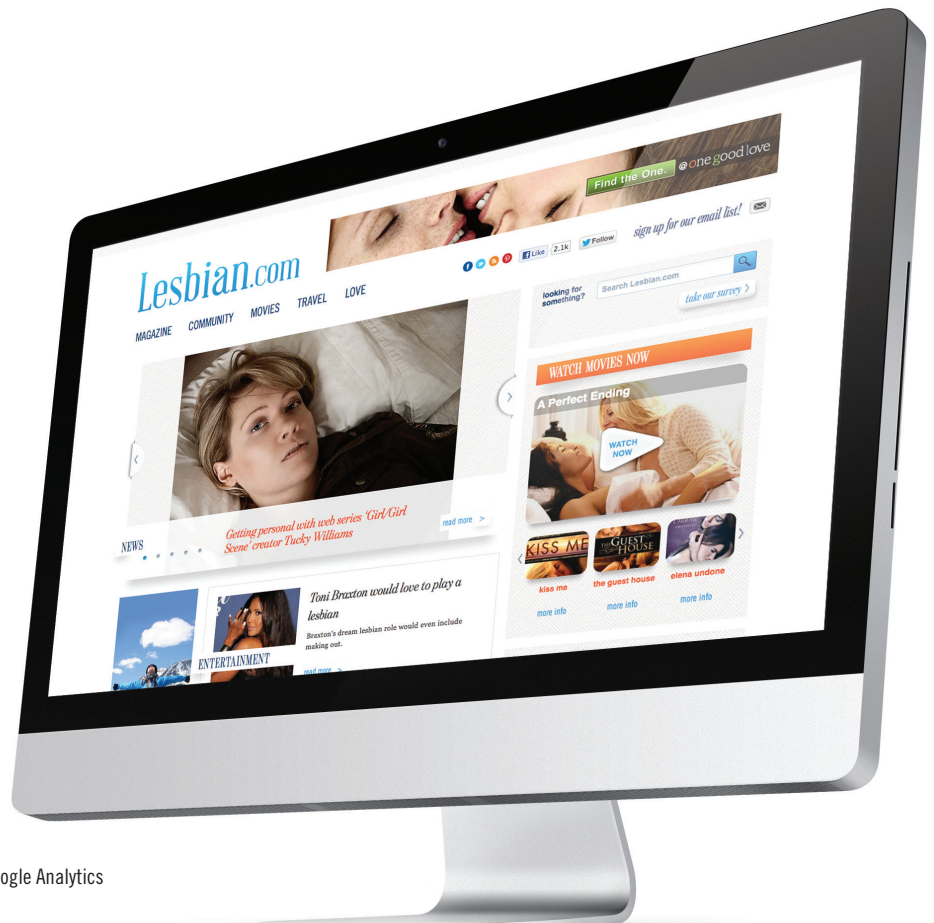 Find the One.
@ one good love
Lesbian.com
Like
2.1k
Follow
sign up for our email list!
MAGAZINE
COMMUNITY
MOVIES
TRAVEL
LOVE
looking for
something?
Search Lesbian.com
take our survey >
WATCH MOVIES NOW
A Perfect Ending
WATCH
NOW
NEWS
Getting personal with web series ‘Girl/Girl
Scene’ creator Tucky Williams
read more >
KISS ME
THE GUEST
HOUSE
kiss me
the guest house
elena undone
more info
more info
more info
Toni Braxton would love to play a
lesbian
Braxton's dream lesbian role would even include
making out.
read more >
ENTERTAINMENT
ogle Analytics